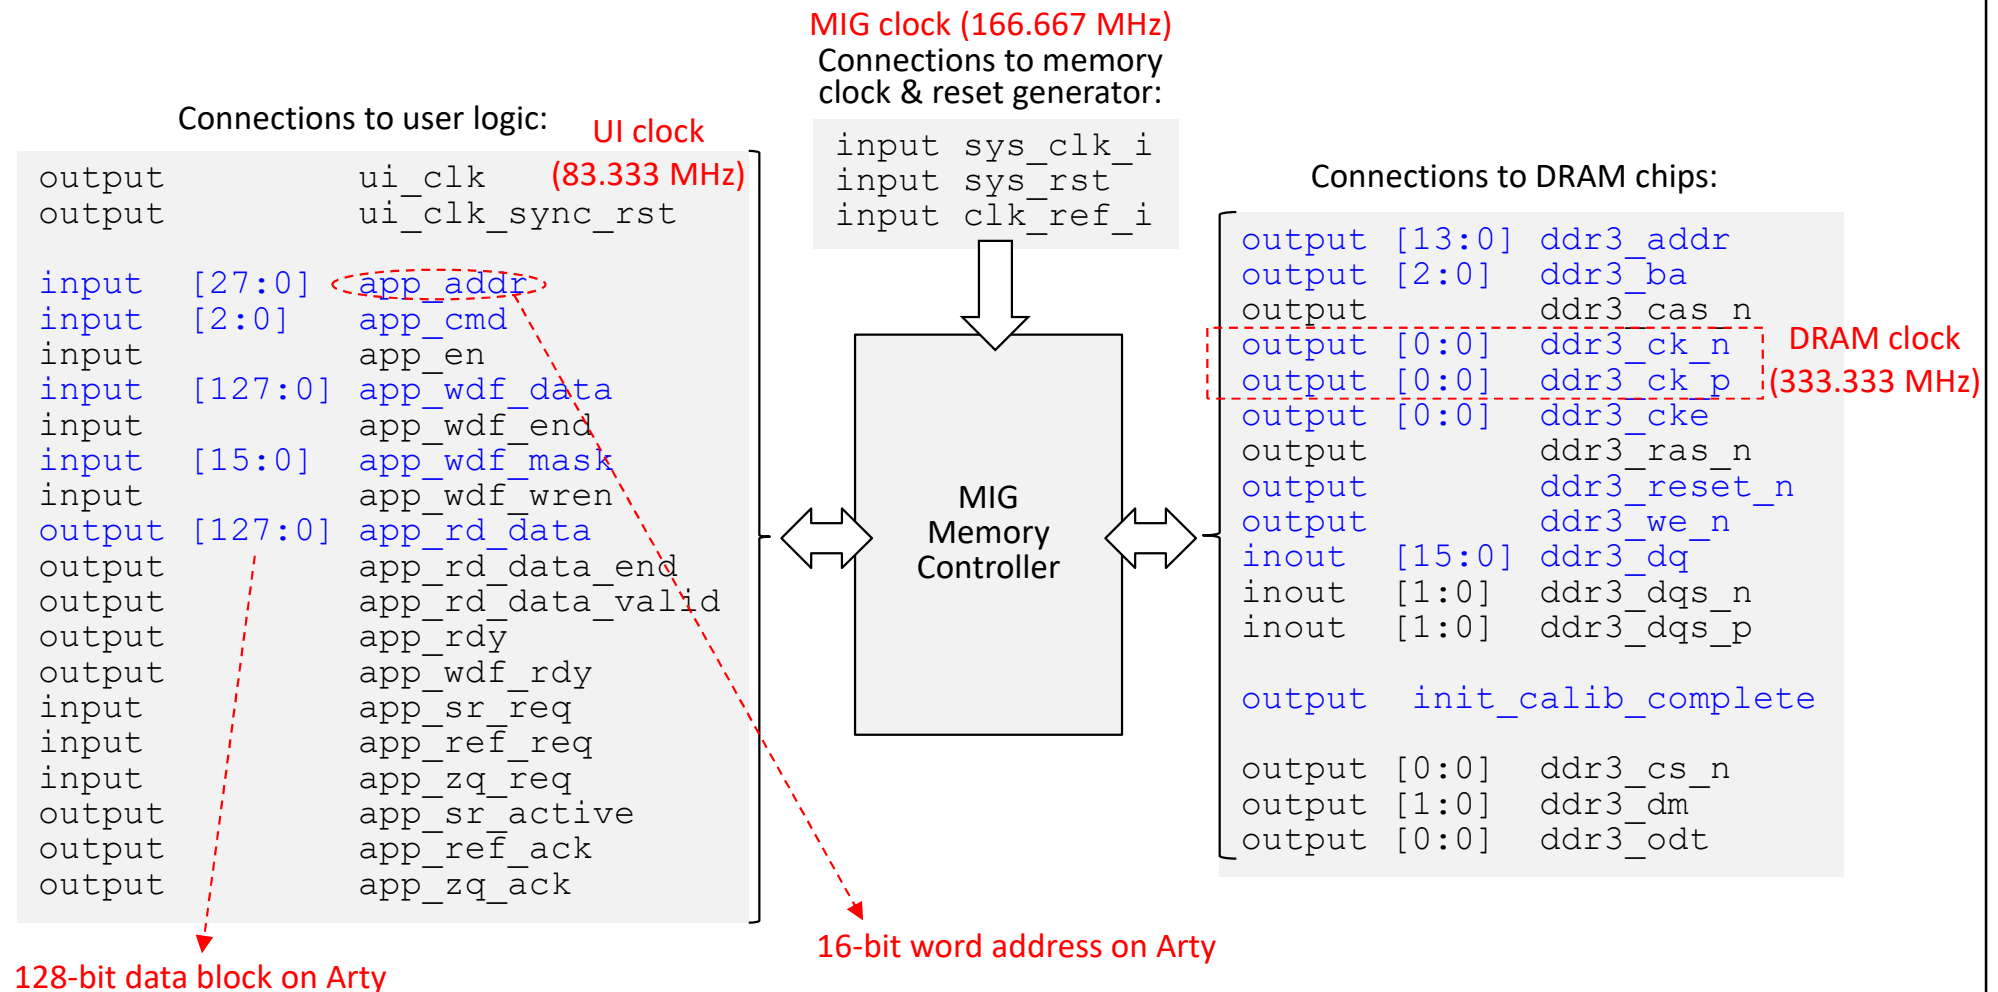 MIG clock (166.667 MHz)
Connections to memory
clock & reset generator:
input sys_clk_i
input sys_rst
input clk_ref_i
Connections to user logic:
UI clock
(83.333 MHz)
output ui_clk
output ui_clk_sync_rst
input [27:0] app_addr
input [2:0] app_cmd
input app_en
input [127:0] app_wdf_data
input app_wdf_end
input [15:0] app_wdf_mask
input app_wdf_wren
output [127:0] app_rd_data
output app_rd_data_end
output app_rd_data_valid
output app_rdy
output app_wdf_rdy
input app_sr_req
input app_ref_req
input app_zq_req
output app_sr_active
output app_ref_ack
output app_zq_ack
128-bit data block on Arty
16-bit word address on Arty
MIG
Memory
Controller
Connections to DRAM chips:
output [13:0] ddr3_addr
output [2:0] ddr3_ba
output ddr3_cas_n
output [0:0] ddr3_ck_n
output [0:0] ddr3_ck_p
output [0:0] ddr3_cke
output ddr3_ras_n
output ddr3_reset_n
output ddr3_we_n
inout [15:0] ddr3_dq
inout [1:0] ddr3_dqs_n
inout [1:0] ddr3_dqs_p
output init_calib_complete
output [0:0] ddr3_cs_n
output [1:0] ddr3_dm
output [0:0] ddr3_odt
DRAM clock
(333.333 MHz)